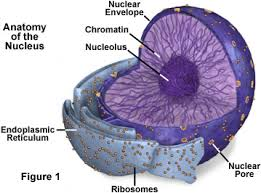 Anatomy
of the
Nucleus
Nuclear
Envelope
Chromatin
Nucleolus
Endoplasmic
Reticulum
Nuclear
Pore
Figure 1
Ribosomes